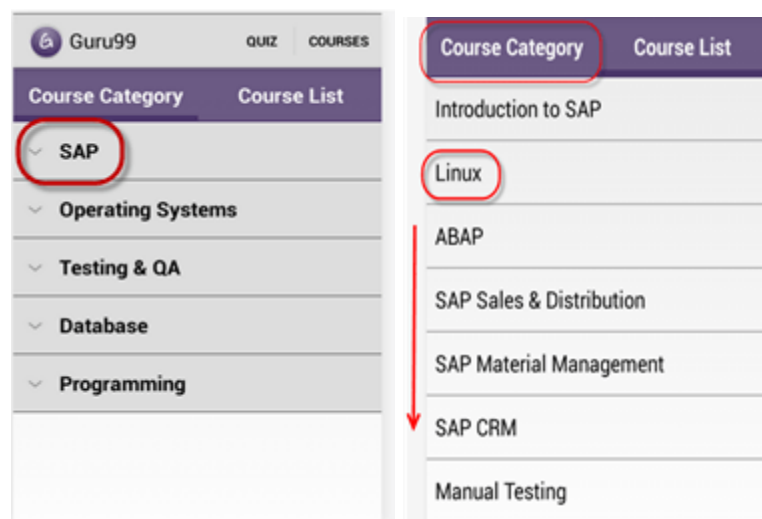 Guru99 QUIZ COURSES
Course Category Course List
SAP
Operating Systems
Testing & QA
Database
Programming
Course Category Course List
Introduction to SAP
Linux
ABAP
SAP Sales & Distribution
SAP Material Management
SAP CRM
Manual Testing